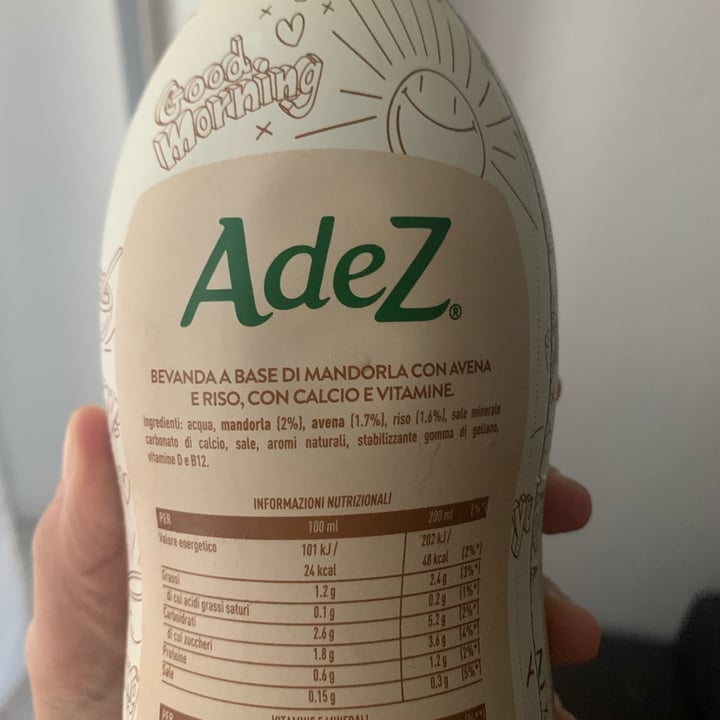 Good
Morning
AdeZ®
BEVANDA A BASE DI MANDORLA CON AVENA
E RISO, CON CALCIO E VITAMINE.
Ingredienti: acqua, mandorla (2%), avena (1.7%), riso (1.6%), sale minerale
carbonato di calcio, sale, aromi naturali, stabilizzante gomma di gellano,
vitamine D e B12.
INFORMAZIONI NUTRIZIONALI
PER 100 ml 200 ml (%*)
Valore energetico 101 kJ / 202 kJ /
24 kcal 48 kcal (2%*)
Grassi 1.2 g 2.4 g (3%*)
di cui acidi grassi saturi 0.1 g 0.2 g (1%*)
Carboidrati 2.6 g 5.2 g (2%*)
di cui zuccheri 1.8 g 3.6 g (4%*)
Proteine 0.6 g 1.2 g (2%*)
Sale 0.15 g 0.3 g (5%*)
PER VITAMINE E MINERALI